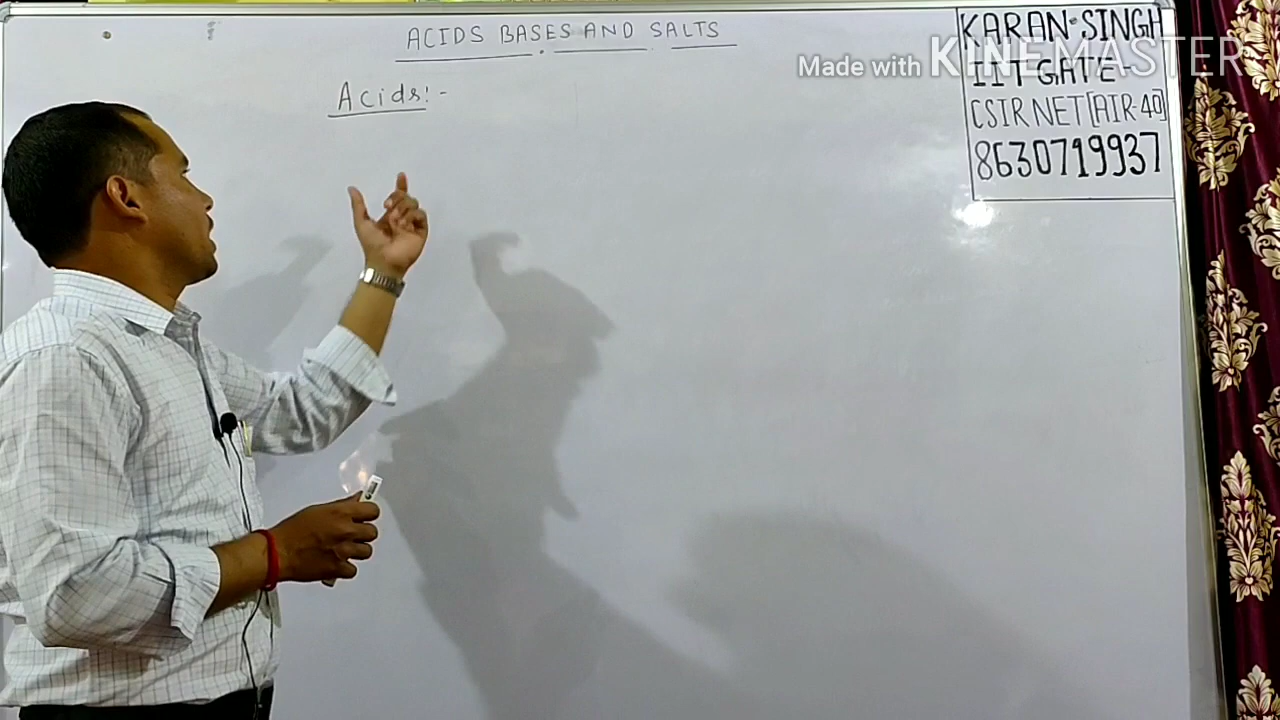 ACIDS BASES AND SALTS
Acids:-
KARAN SINGH
IIT GATE-
CSIR NET [AIR-40]
8630719937
Made with KINEMASTER